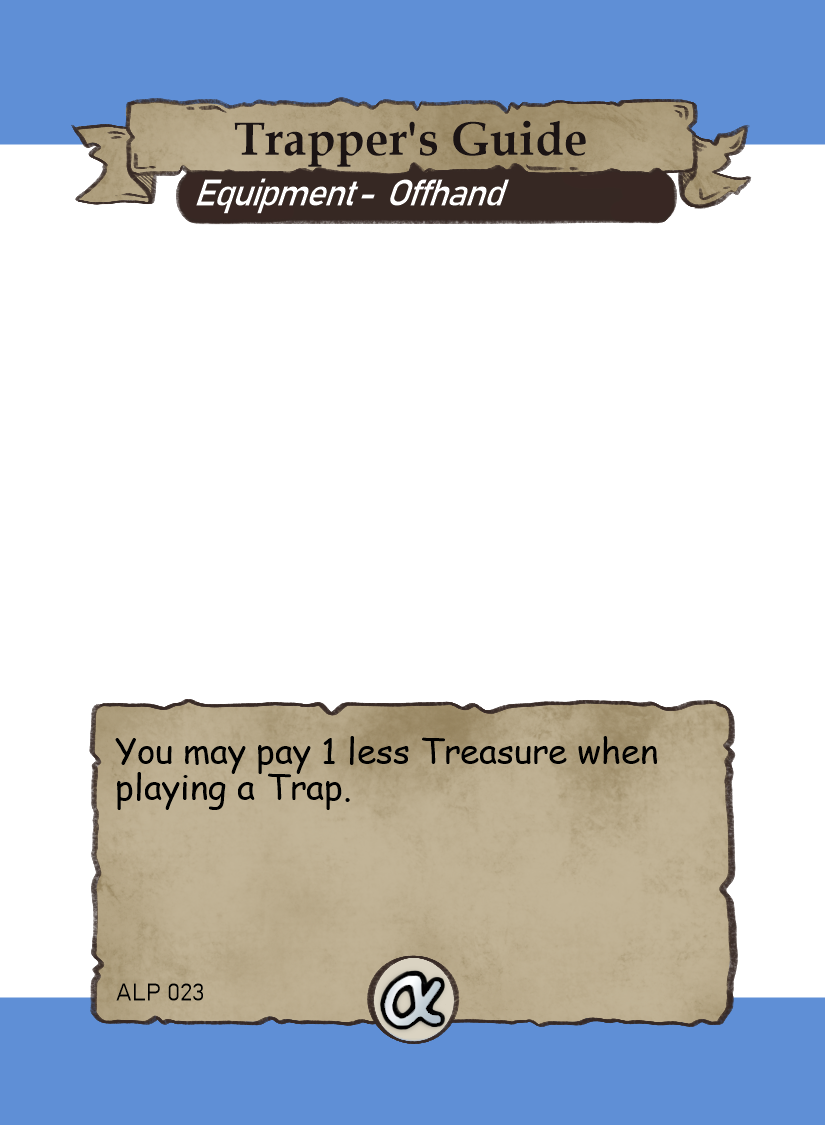 Trapper's Guide
Equipment - Offhand
You may pay 1 less Treasure when
playing a Trap.
ALP 023
α